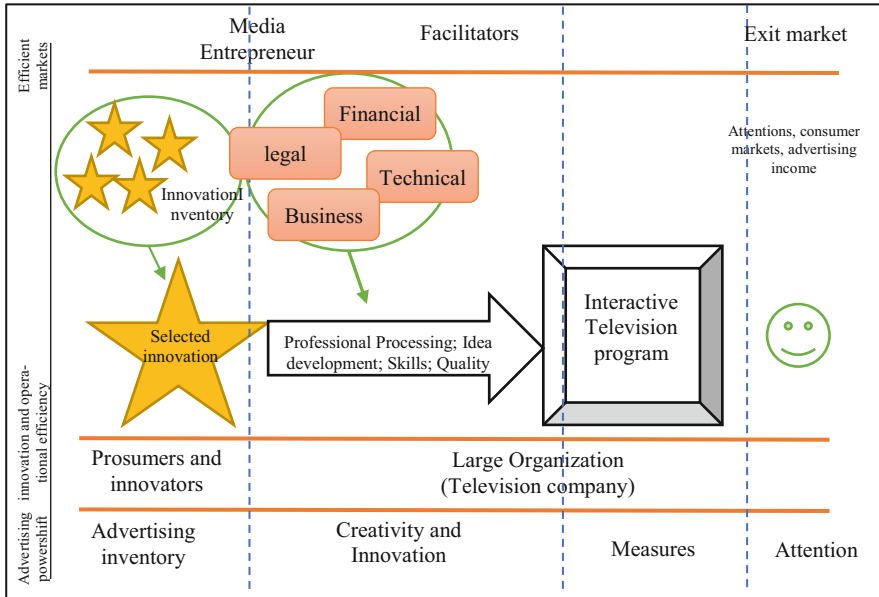 Media
Entrepreneur
Facilitators
Exit market
Efficient
markets
Financial
legal
Technical
Business
InnovationI
nventory
Attentions, consumer
markets, advertising
income
Selected
innovation
Professional Processing; Idea
development; Skills; Quality
Interactive
Television
program
innovation and opera-
tional efficiency
Prosumers and
innovators
Large Organization
(Television company)
Advertising
powershift
Advertising
inventory
Creativity and
Innovation
Measures
Attention